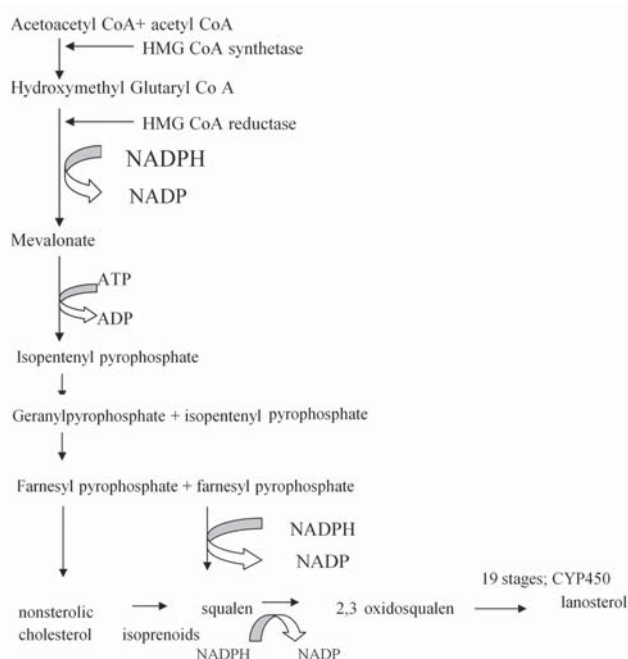 Acetoacetyl CoA+ acetyl CoA
HMG CoA synthetase
Hydroxymethyl Glutaryl Co A
HMG CoA reductase
NADPH
NADP
Mevalonate
ATP
ADP
Isopentenyl pyrophosphate
Geranylpyrophosphate + isopentenyl pyrophosphate
Farnesyl pyrophosphate + farnesyl pyrophosphate
NADPH
NADP
19 stages; CYP450
nonsterolic
cholesterol
isoprenoids
squalen
2,3 oxidosqualen
lanosterol
NADPH
NADP